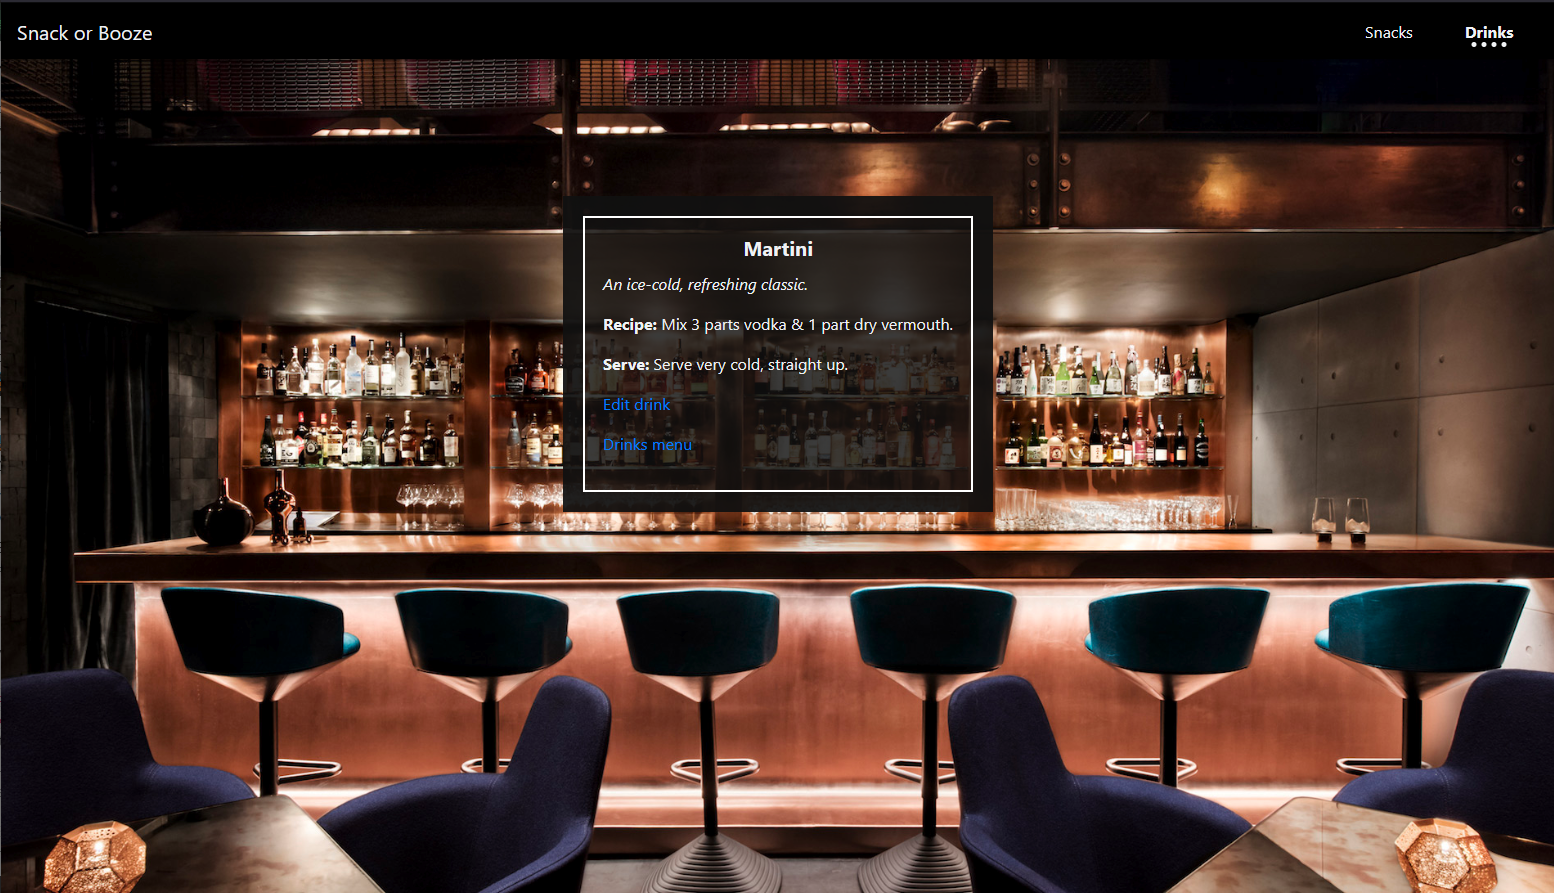 Snack or Booze
Snacks
Drinks
Martini
An ice-cold, refreshing classic.
Recipe: Mix 3 parts vodka & 1 part dry vermouth.
Serve: Serve very cold, straight up.
Edit drink
Drinks menu